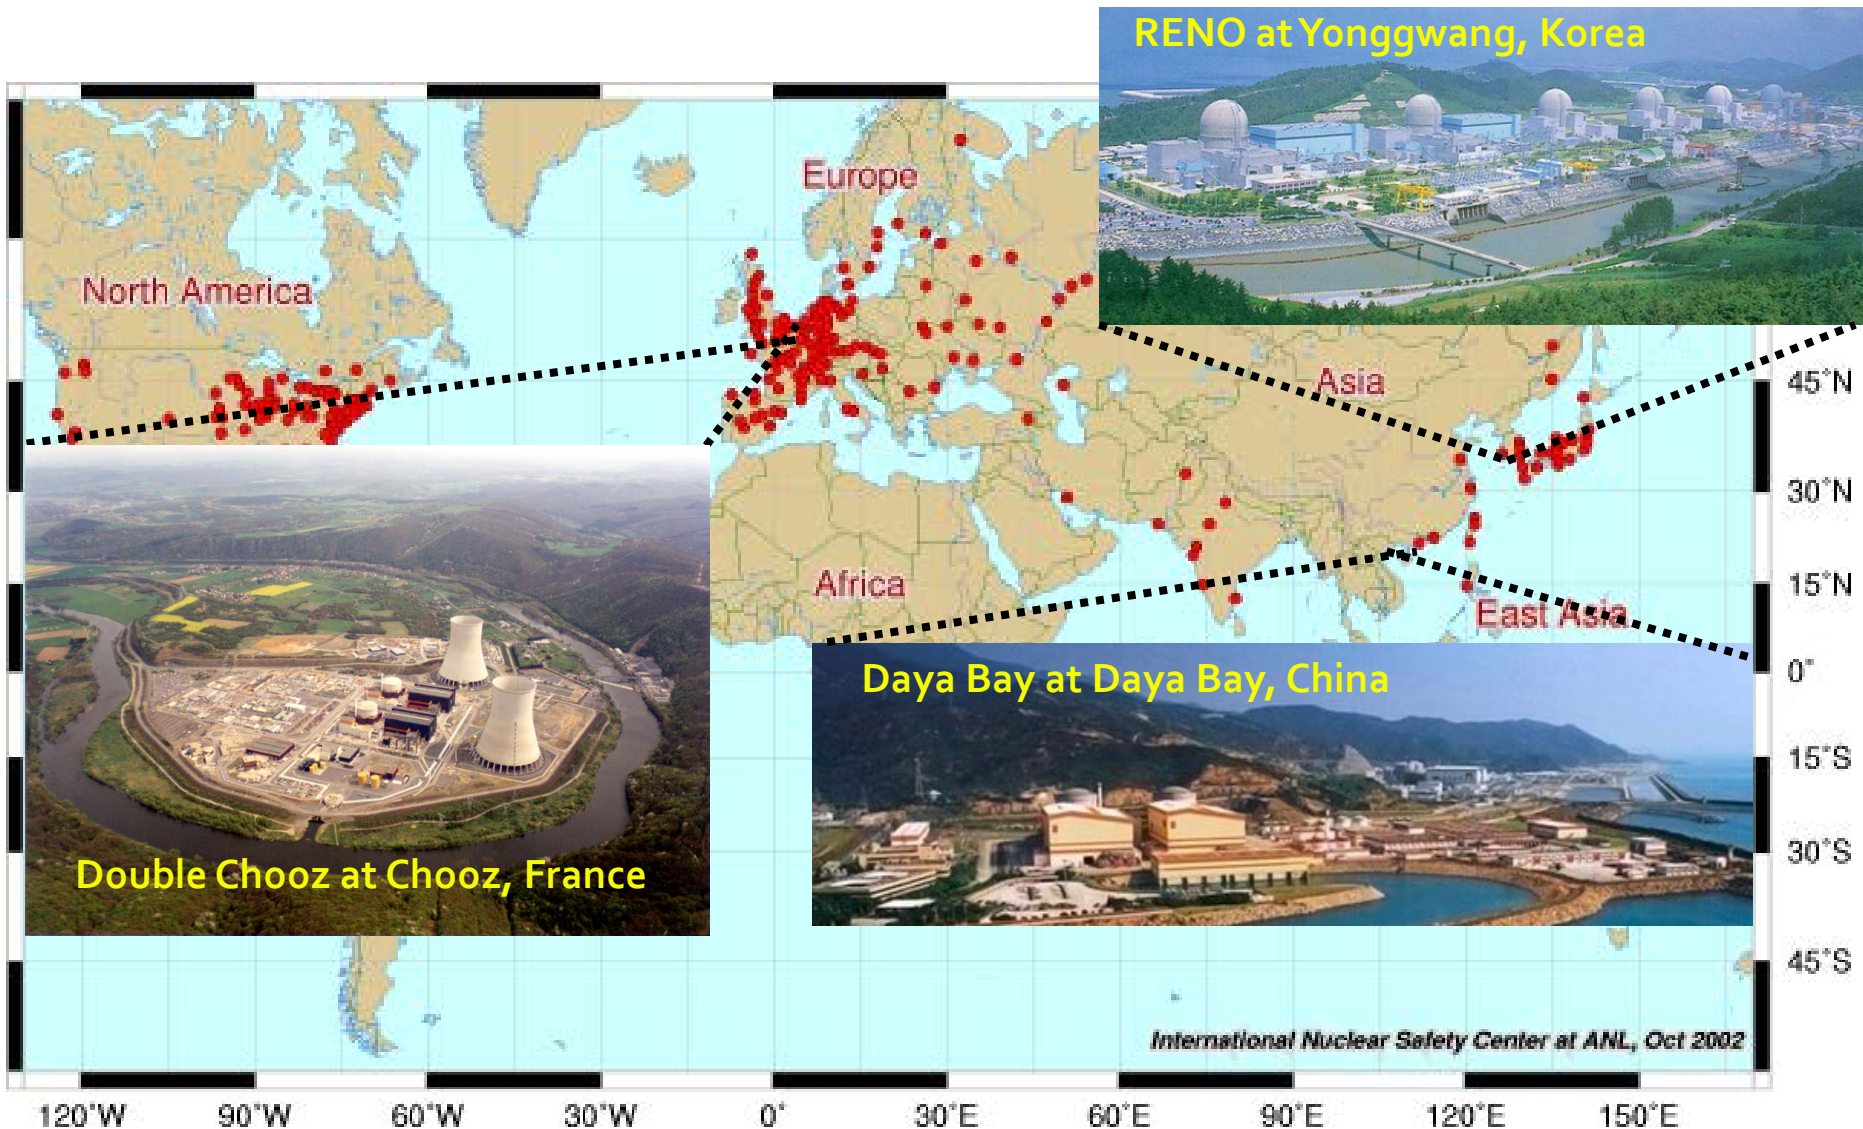 RENO at Yonggwang, Korea
Europe
North America
Asia
45°N
30°N
Africa
15°N
East Asia
0°
Daya Bay at Daya Bay, China
15°S
30°S
Double Chooz at Chooz, France
45°S
International Nuclear Safety Center at ANL, Oct 2002
120°W 90°W 60°W 30°W 0° 30°E 60°E 90°E 120°E 150°E